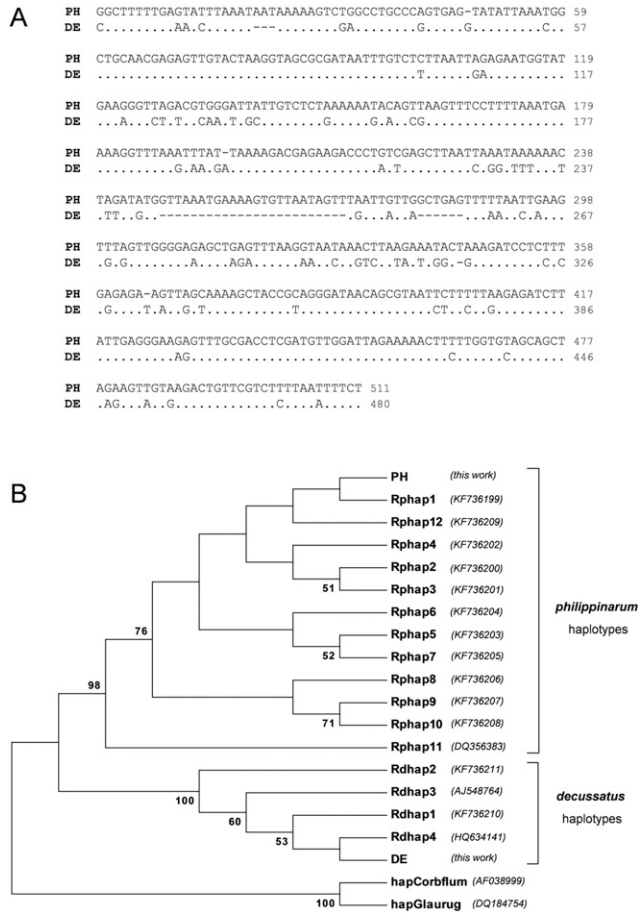 A
PH GGCTTTTTGAGTATTTAAATAATAAAAAGTCTGGCCTGCCCAGTGAG-TATATTAAATGG 59
DE C.........AA.C......---........GA......G.....G.........C.. 57
PH CTGCAACGAGAGTTGTACTAAGGTAGCGCGATAATTTGTCTCTTAATTAGAGAATGGTAT 119
DE .........................................T......GA.......... 117
PH GAAGGGTTAGACGTGGGATTATTGTCTCTAAAAAATACAGTTAAGTTTCCTTTTAAATGA 179
DE ...A...CT.T..CAA.T.GC........G.....G.A..CG.................. 177
PH AAAGGTTTAAATTTAT-TAAAAGACGAGAAGACCCTGTCGAGCTTAATTAAATAAAAAAC 238
DE ..........G.AA.GA....................A.T.........C.GG.TTT..T 237
PH TAGATATGGTTAAATGAAAAGTGTTAATAGTTTAATTGTTGGCTGAGTTTTTAATTGAAG 298
DE .TT..G..------------------------.G...A..A------...AA..C.A... 267
PH TTTAGTTGGGGAGAGCTGAGTTTAAGGTAATAAACTTAAGAAATACTAAAGATCCTCTTT 358
DE .G.G........A....AGA......AA..C.GTC..TA.T.GG.-G..........C.C 326
PH GAGAGA-AGTTAGCAAAAGCTACCGCAGGGATAACAGCGTAATTCTTTTTAAGAGATCTT 417
DE .G....T.A..G.T...........T.................CT..C..G......... 386
PH ATTGAGGGAAGAGTTTGCGACCTCGATGTTGGATTAGAAAAACTTTTTGGTGTAGCAGCT 477
DE ..........AG.................................C......C....... 446
PH AGAAGTTGTAAGACTGTTCGTCTTTTAATTTTCT 511
DE .AG...A..G.............C....A..... 480
B
PH (this work)
Rphap1 (KF736199)
Rphap12 (KF736209)
Rphap4 (KF736202)
Rphap2 (KF736200)
51 Rphap3 (KF736201)
Rphap6 (KF736204)
philippinarum
haplotypes
76 Rphap5 (KF736203)
52 Rphap7 (KF736205)
Rphap8 (KF736206)
98 Rphap9 (KF736207)
71 Rphap10 (KF736208)
Rphap11 (DQ356383)
Rdhap2 (KF736211)
100 Rdhap3 (AJ548764)
decussatus
haplotypes
60 Rdhap1 (KF736210)
53 Rdhap4 (HQ634141)
DE (this work)
hapCorbflum (AF038999)
100 hapGlaurug (DQ184754)